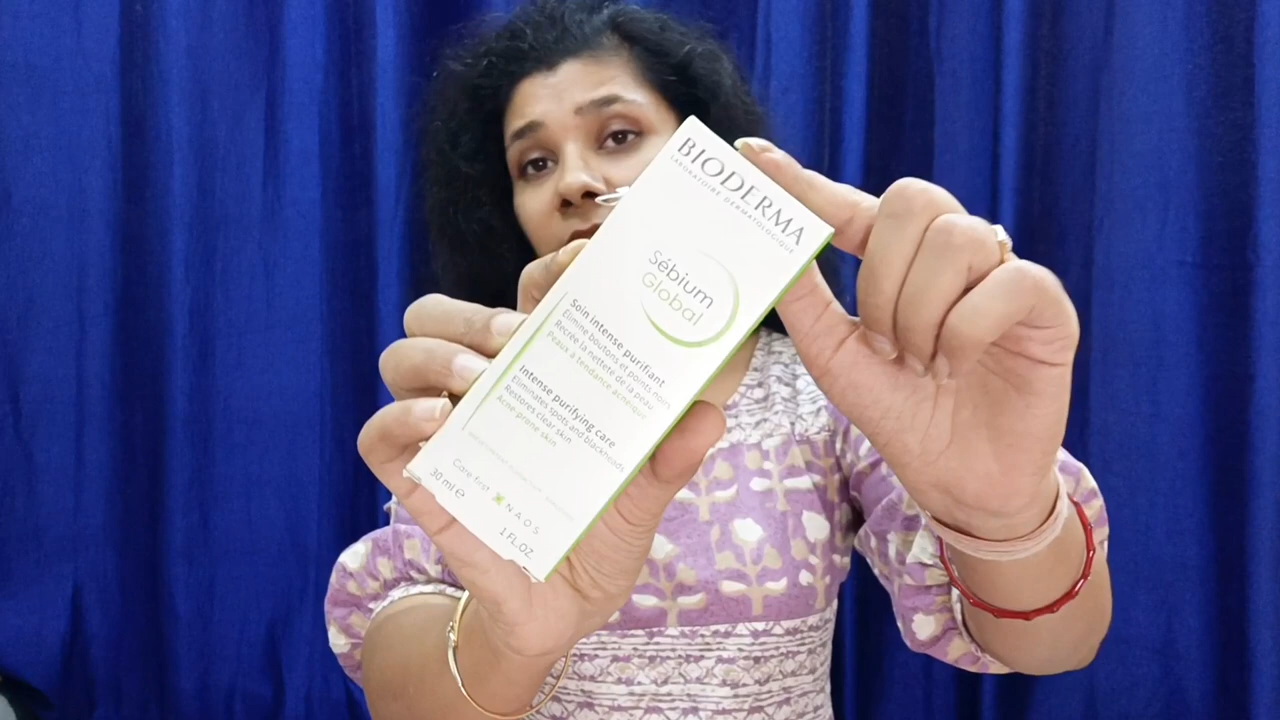 BIODERMA
LABORATOIRE DERMATOLOGIQUE
Sébium
Global
Soin intense purifiant
Élimine boutons et points noirs
Recrée la netteté de la peau
Peaux à tendance acnéique
Intense purifying care
Eliminates spots and blackheads
Restores clear skin
Acne-prone skin
Care first
NAOS
30 ml e
1 FL.OZ.